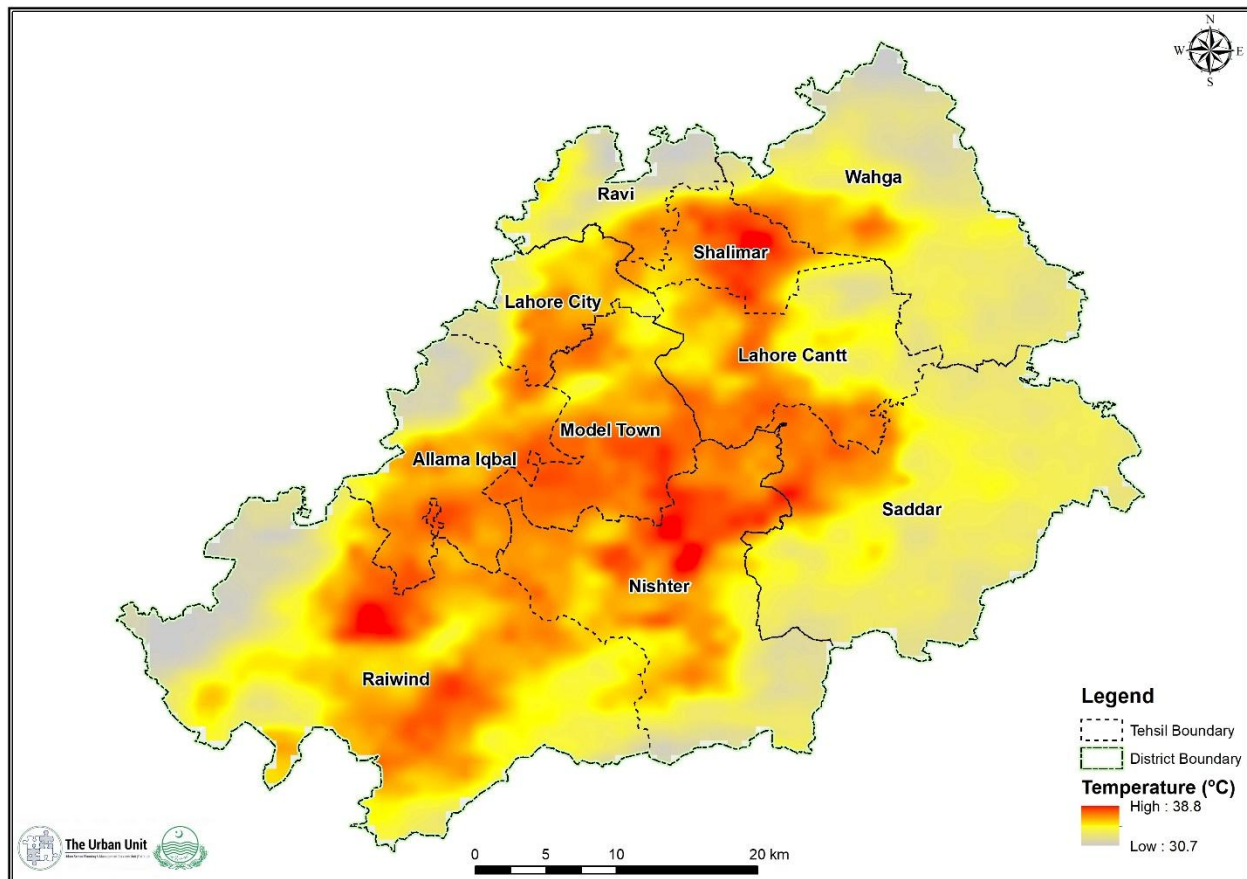 N
W E
S
Wahga
Ravi
Shalimar
Lahore City
Lahore Cantt
Model Town
Allama Iqbal
Saddar
Nishter
Raiwind
Legend
Tehsil Boundary
District Boundary
Temperature (°C)
High : 38.8
Low : 30.7
The Urban Unit
0 5 10 20 km